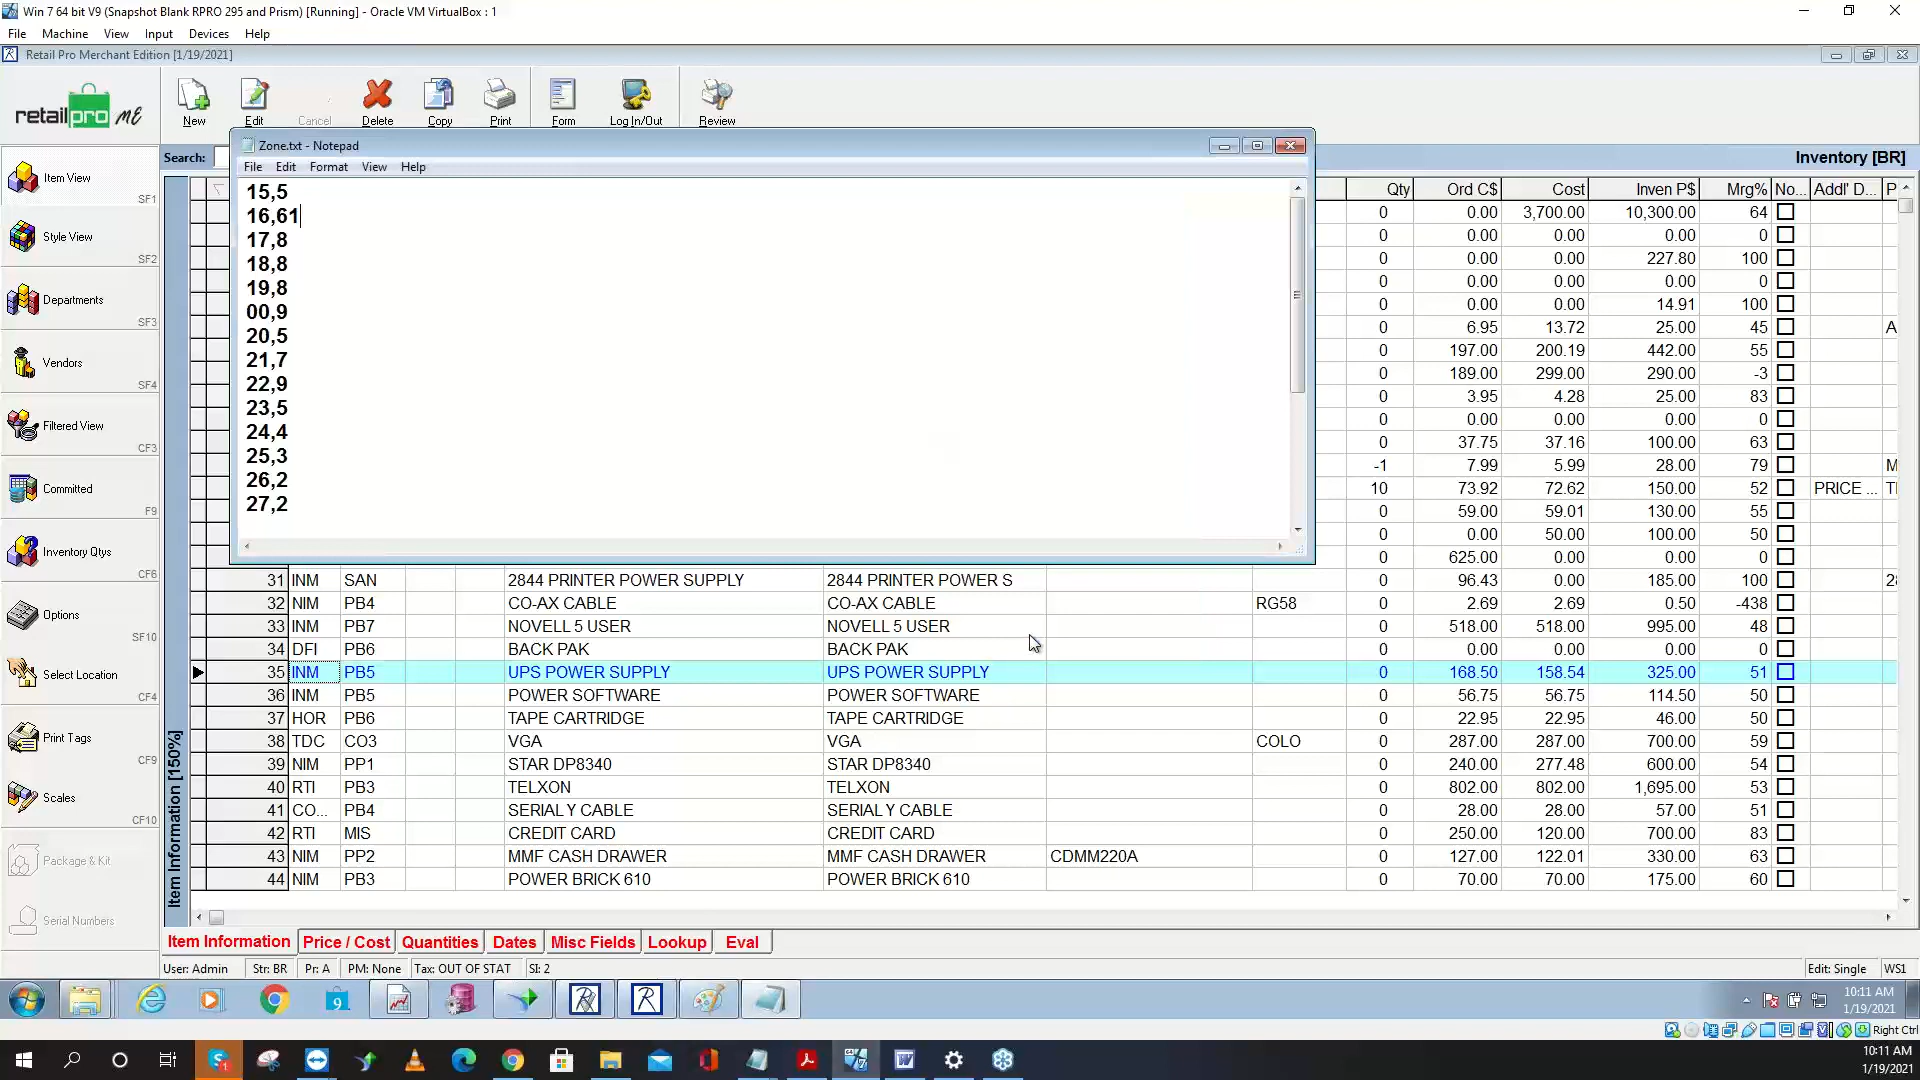 Win 7 64 bit V9 (Snapshot Blank RPRO 295 and Prism) [Running] - Oracle VM VirtualBox : 1
File Machine View Input Devices Help
Retail Pro Merchant Edition [1/19/2021]
retailpro ME
New Edit Cancel Delete Copy Print Form Log In/Out Review
Search:
Inventory [BR]
Item View
SF1
Style View
SF2
Departments
SF3
Vendors
SF4
Filtered View
CF3
Committed
F9
Inventory Qtys
CF6
Options
SF10
Select Location
CF4
Print Tags
CF9
Scales
CF10
Package & Kit
Serial Numbers
Item Information [150%]
Zone.txt - Notepad
File Edit Format View Help
15,5
16,61
17,8
18,8
19,8
00,9
20,5
21,7
22,9
23,5
24,4
25,3
26,2
27,2
Qty Ord C$ Cost Inven P$ Mrg% No... Addl' D... P
0 0.00 3,700.00 10,300.00 64
0 0.00 0.00 0.00 0
0 0.00 0.00 227.80 100
0 0.00 0.00 0.00 0
0 0.00 0.00 14.91 100
0 6.95 13.72 25.00 45 A
0 197.00 200.19 442.00 55
0 189.00 299.00 290.00 -3
0 3.95 4.28 25.00 83
0 0.00 0.00 0.00 0
0 37.75 37.16 100.00 63
-1 7.99 5.99 28.00 79 M
10 73.92 72.62 150.00 52 PRICE ... TI
0 59.00 59.01 130.00 55
0 0.00 50.00 100.00 50
0 625.00 0.00 0.00 0
31 INM SAN 2844 PRINTER POWER SUPPLY 2844 PRINTER POWER S 0 96.43 0.00 185.00 100 28
32 NIM PB4 CO-AX CABLE CO-AX CABLE RG58 0 2.69 2.69 0.50 -438
33 INM PB7 NOVELL 5 USER NOVELL 5 USER 0 518.00 518.00 995.00 48
34 DFI PB6 BACK PAK BACK PAK 0 0.00 0.00 0.00 0
35 INM PB5 UPS POWER SUPPLY UPS POWER SUPPLY 0 168.50 158.54 325.00 51
36 INM PB5 POWER SOFTWARE POWER SOFTWARE 0 56.75 56.75 114.50 50
37 HOR PB6 TAPE CARTRIDGE TAPE CARTRIDGE 0 22.95 22.95 46.00 50
38 TDC CO3 VGA VGA COLO 0 287.00 287.00 700.00 59
39 NIM PP1 STAR DP8340 STAR DP8340 0 240.00 277.48 600.00 54
40 RTI PB3 TELXON TELXON 0 802.00 802.00 1,695.00 53
41 CO... PB4 SERIAL Y CABLE SERIAL Y CABLE 0 28.00 28.00 57.00 51
42 RTI MIS CREDIT CARD CREDIT CARD 0 250.00 120.00 700.00 83
43 NIM PP2 MMF CASH DRAWER MMF CASH DRAWER CDMM220A 0 127.00 122.01 330.00 63
44 NIM PB3 POWER BRICK 610 POWER BRICK 610 0 70.00 70.00 175.00 60
Item Information Price / Cost Quantities Dates Misc Fields Lookup Eval
User: Admin Str: BR Pr: A PM: None Tax: OUT OF STAT SI: 2 Edit: Single WS1
10:11 AM
1/19/2021
Right Ctrl
10:11 AM
1/19/2021